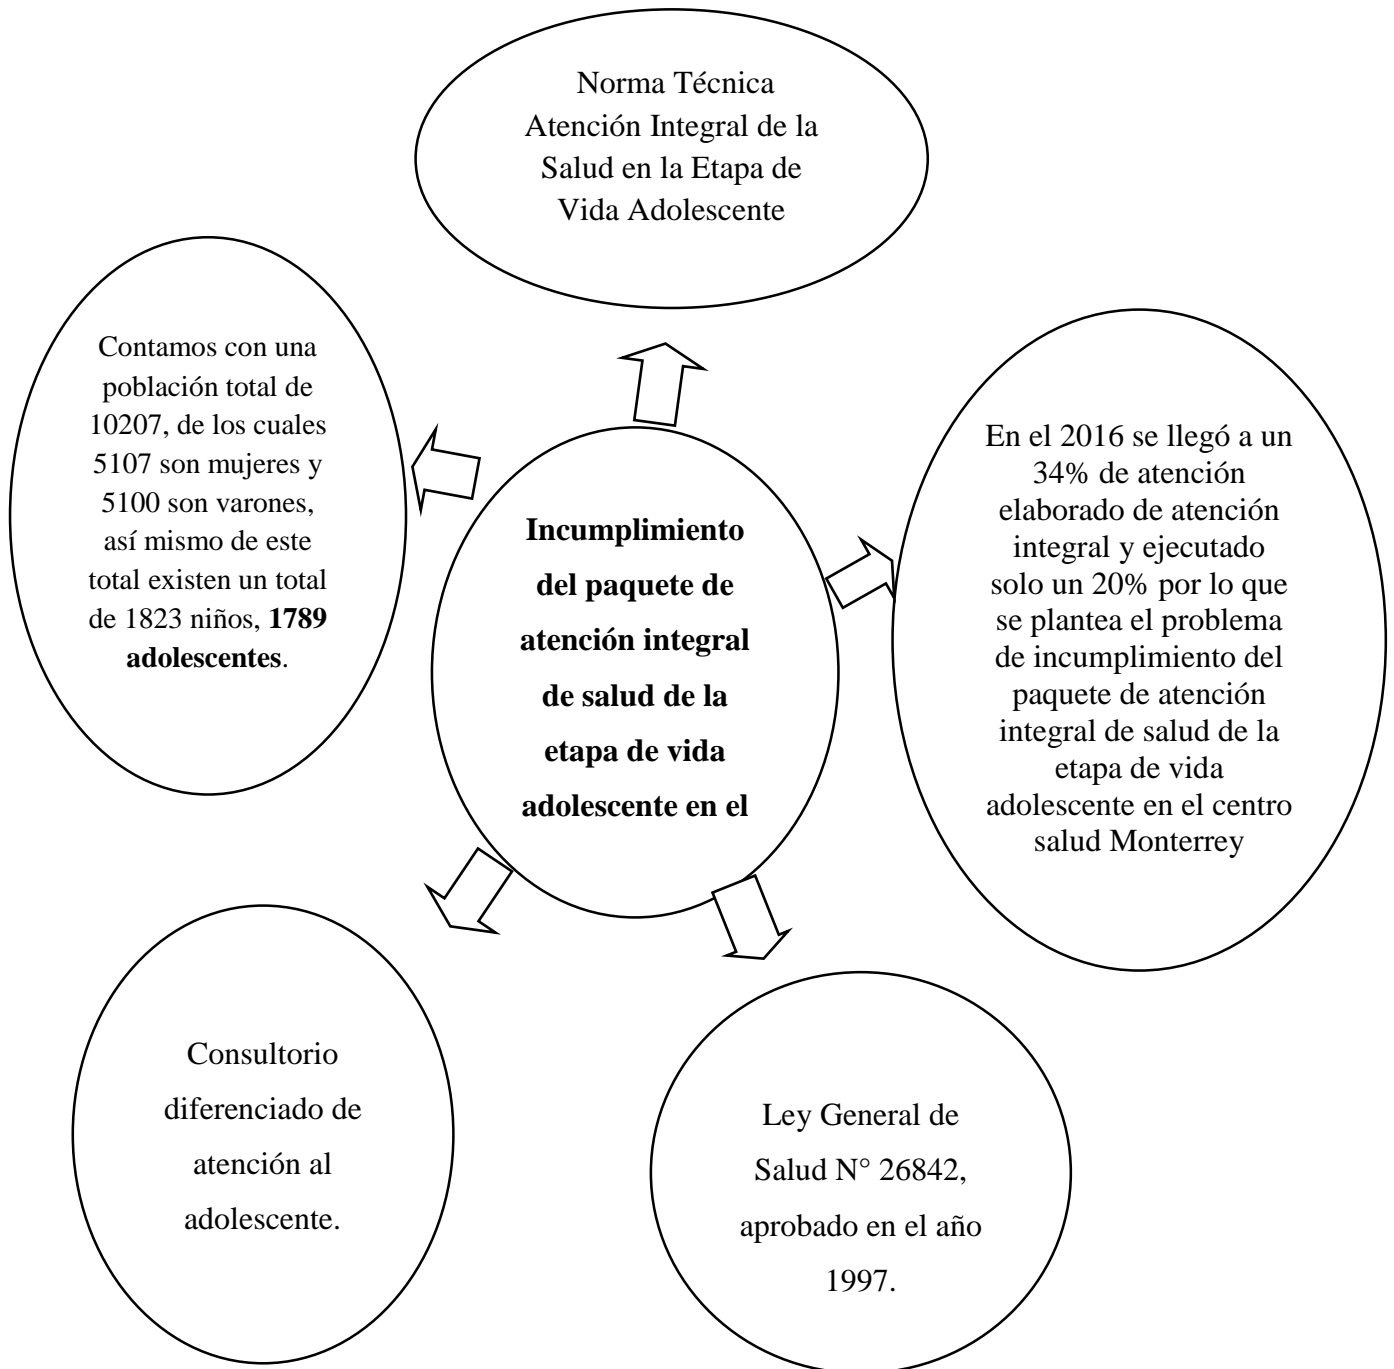 Norma Técnica
Atención Integral de la
Salud en la Etapa de
Vida Adolescente
Contamos con una
población total de
10207, de los cuales
5107 son mujeres y
5100 son varones,
así mismo de este
total existen un total
de 1823 niños, 1789
adolescentes.
En el 2016 se llegó a un
34% de atención
elaborado de atención
integral y ejecutado
solo un 20% por lo que
se plantea el problema
de incumplimiento del
paquete de atención
integral de salud de la
etapa de vida
adolescente en el centro
salud Monterrey
Incumplimiento
del paquete de
atención integral
de salud de la
etapa de vida
adolescente en el
Consultorio
diferenciado de
atención al
adolescente.
Ley General de
Salud N° 26842,
aprobado en el año
1997.